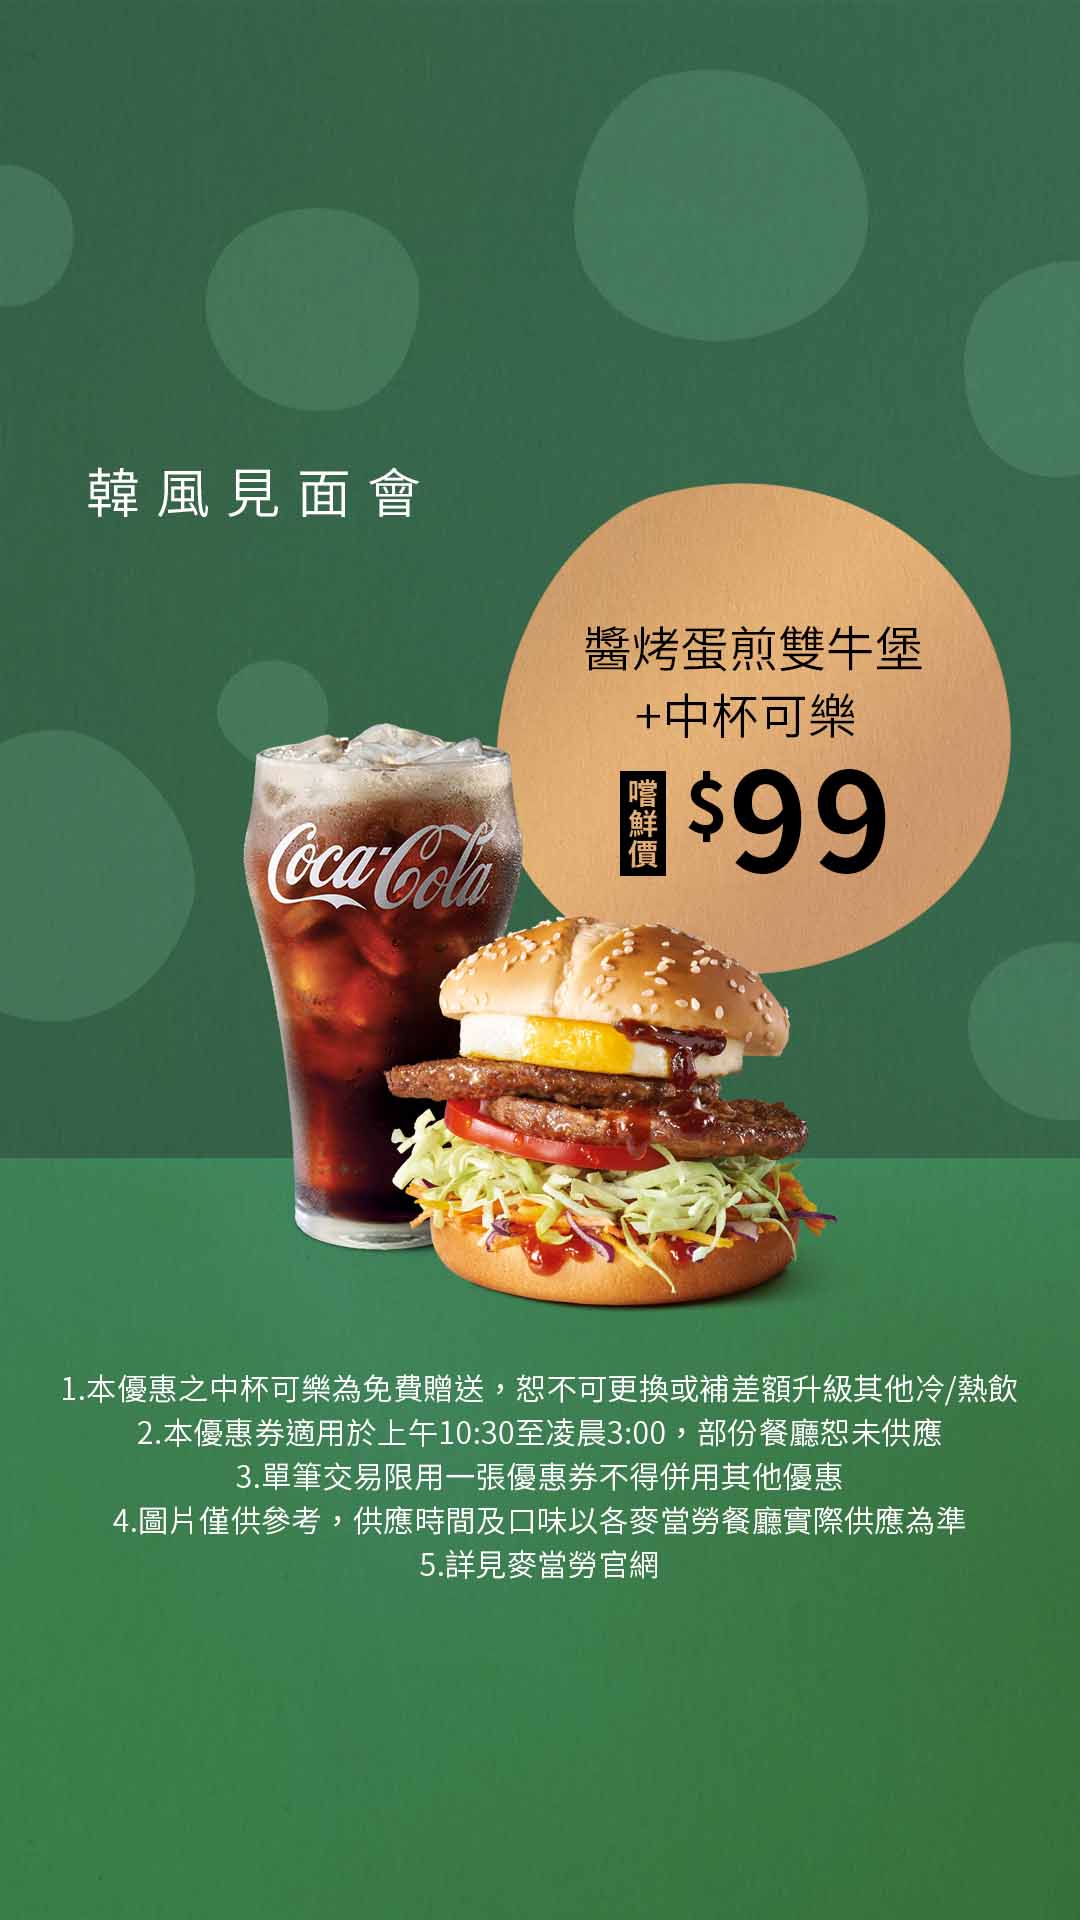 韓風見面會
醬烤蛋煎雙牛堡
+中杯可樂
嚐鮮價 $99
Coca-Cola
1.本優惠之中杯可樂為免費贈送，恕不可更換或補差額升級其他冷/熱飲
2.本優惠券適用於上午10:30至凌晨3:00，部份餐廳恕未供應
3.單筆交易限用一張優惠券不得併用其他優惠
4.圖片僅供參考，供應時間及口味以各麥當勞餐廳實際供應為準
5.詳見麥當勞官網